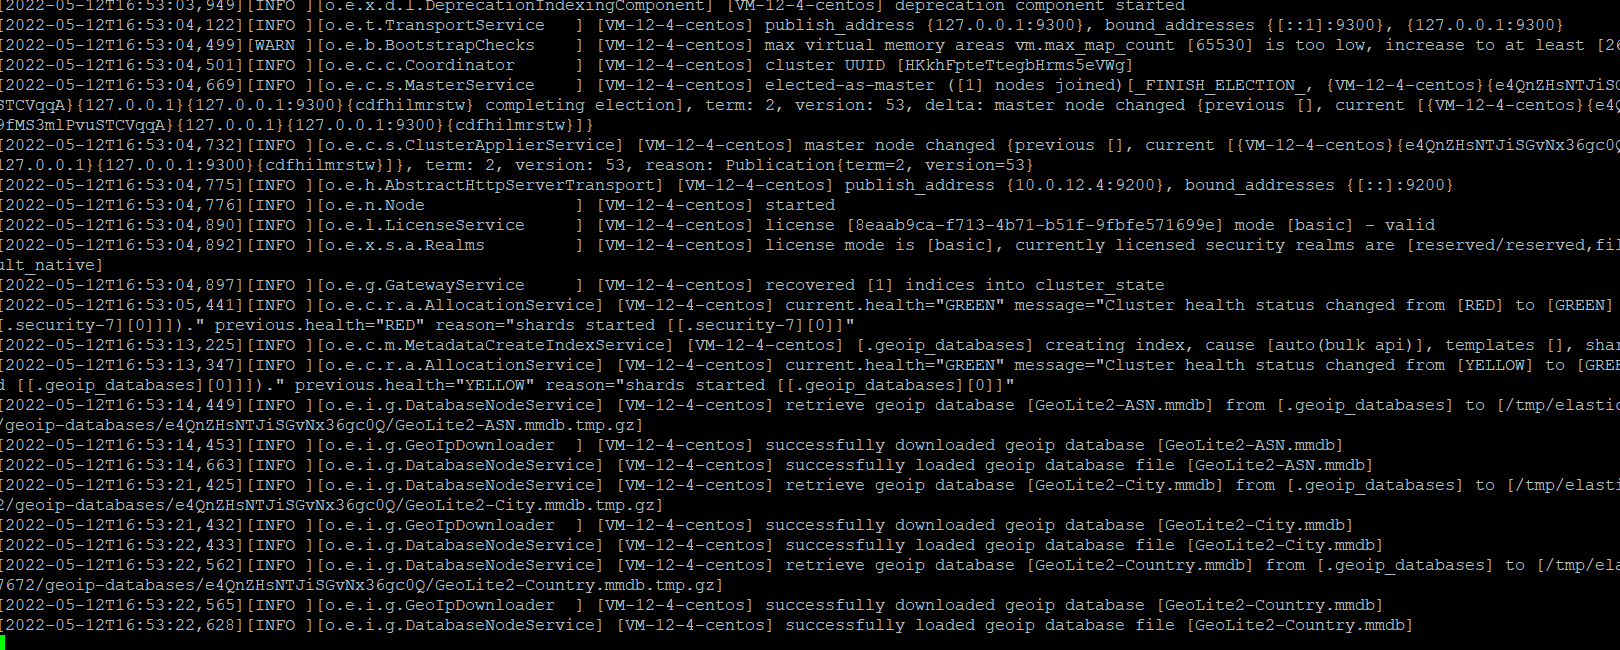 [2022-05-12T16:53:03,949][INFO ][o.e.x.d.l.DeprecationIndexingComponent] [VM-12-4-centos] deprecation component started
[2022-05-12T16:53:04,122][INFO ][o.e.t.TransportService   ] [VM-12-4-centos] publish_address {127.0.0.1:9300}, bound_addresses {[::1]:9300}, {127.0.0.1:9300}
[2022-05-12T16:53:04,499][WARN ][o.e.b.BootstrapChecks    ] [VM-12-4-centos] max virtual memory areas vm.max_map_count [65530] is too low, increase to at least [26
[2022-05-12T16:53:04,501][INFO ][o.e.c.c.Coordinator      ] [VM-12-4-centos] cluster UUID [HKkhFpteTtegbHrms5eVWg]
[2022-05-12T16:53:04,669][INFO ][o.e.c.s.MasterService    ] [VM-12-4-centos] elected-as-master ([1] nodes joined)[_FINISH_ELECTION_, {VM-12-4-centos}{e4QnZHsNTJiSG
STCVqqA}{127.0.0.1}{127.0.0.1:9300}{cdfhilmrstw} completing election], term: 2, version: 53, delta: master node changed {previous [], current [{VM-12-4-centos}{e4Q
9fMS3mlPvuSTCVqqA}{127.0.0.1}{127.0.0.1:9300}{cdfhilmrstw}]}
[2022-05-12T16:53:04,732][INFO ][o.e.c.s.ClusterApplierService] [VM-12-4-centos] master node changed {previous [], current [{VM-12-4-centos}{e4QnZHsNTJiSGvNx36gc0Q
127.0.0.1}{127.0.0.1:9300}{cdfhilmrstw}]}, term: 2, version: 53, reason: Publication{term=2, version=53}
[2022-05-12T16:53:04,775][INFO ][o.e.h.AbstractHttpServerTransport] [VM-12-4-centos] publish_address {10.0.12.4:9200}, bound_addresses {[::]:9200}
[2022-05-12T16:53:04,776][INFO ][o.e.n.Node               ] [VM-12-4-centos] started
[2022-05-12T16:53:04,890][INFO ][o.e.l.LicenseService     ] [VM-12-4-centos] license [8eaab9ca-f713-4b71-b51f-9fbfe571699e] mode [basic] - valid
[2022-05-12T16:53:04,892][INFO ][o.e.x.s.a.Realms         ] [VM-12-4-centos] license mode is [basic], currently licensed security realms are [reserved/reserved,fil
ult_native]
[2022-05-12T16:53:04,897][INFO ][o.e.g.GatewayService     ] [VM-12-4-centos] recovered [1] indices into cluster_state
[2022-05-12T16:53:05,441][INFO ][o.e.c.r.a.AllocationService] [VM-12-4-centos] current.health="GREEN" message="Cluster health status changed from [RED] to [GREEN]
[.security-7][0]]])." previous.health="RED" reason="shards started [[.security-7][0]]"
[2022-05-12T16:53:13,225][INFO ][o.e.c.m.MetadataCreateIndexService] [VM-12-4-centos] [.geoip_databases] creating index, cause [auto(bulk api)], templates [], shar
[2022-05-12T16:53:13,347][INFO ][o.e.c.r.a.AllocationService] [VM-12-4-centos] current.health="GREEN" message="Cluster health status changed from [YELLOW] to [GREE
d [[.geoip_databases][0]]])." previous.health="YELLOW" reason="shards started [[.geoip_databases][0]]"
[2022-05-12T16:53:14,449][INFO ][o.e.i.g.DatabaseNodeService] [VM-12-4-centos] retrieve geoip database [GeoLite2-ASN.mmdb] from [.geoip_databases] to [/tmp/elastic
/geoip-databases/e4QnZHsNTJiSGvNx36gc0Q/GeoLite2-ASN.mmdb.tmp.gz]
[2022-05-12T16:53:14,453][INFO ][o.e.i.g.GeoIpDownloader  ] [VM-12-4-centos] successfully downloaded geoip database [GeoLite2-ASN.mmdb]
[2022-05-12T16:53:14,663][INFO ][o.e.i.g.DatabaseNodeService] [VM-12-4-centos] successfully loaded geoip database file [GeoLite2-ASN.mmdb]
[2022-05-12T16:53:21,425][INFO ][o.e.i.g.DatabaseNodeService] [VM-12-4-centos] retrieve geoip database [GeoLite2-City.mmdb] from [.geoip_databases] to [/tmp/elasti
2/geoip-databases/e4QnZHsNTJiSGvNx36gc0Q/GeoLite2-City.mmdb.tmp.gz]
[2022-05-12T16:53:21,432][INFO ][o.e.i.g.GeoIpDownloader  ] [VM-12-4-centos] successfully downloaded geoip database [GeoLite2-City.mmdb]
[2022-05-12T16:53:22,433][INFO ][o.e.i.g.DatabaseNodeService] [VM-12-4-centos] successfully loaded geoip database file [GeoLite2-City.mmdb]
[2022-05-12T16:53:22,562][INFO ][o.e.i.g.DatabaseNodeService] [VM-12-4-centos] retrieve geoip database [GeoLite2-Country.mmdb] from [.geoip_databases] to [/tmp/ela
7672/geoip-databases/e4QnZHsNTJiSGvNx36gc0Q/GeoLite2-Country.mmdb.tmp.gz]
[2022-05-12T16:53:22,565][INFO ][o.e.i.g.GeoIpDownloader  ] [VM-12-4-centos] successfully downloaded geoip database [GeoLite2-Country.mmdb]
[2022-05-12T16:53:22,628][INFO ][o.e.i.g.DatabaseNodeService] [VM-12-4-centos] successfully loaded geoip database file [GeoLite2-Country.mmdb]